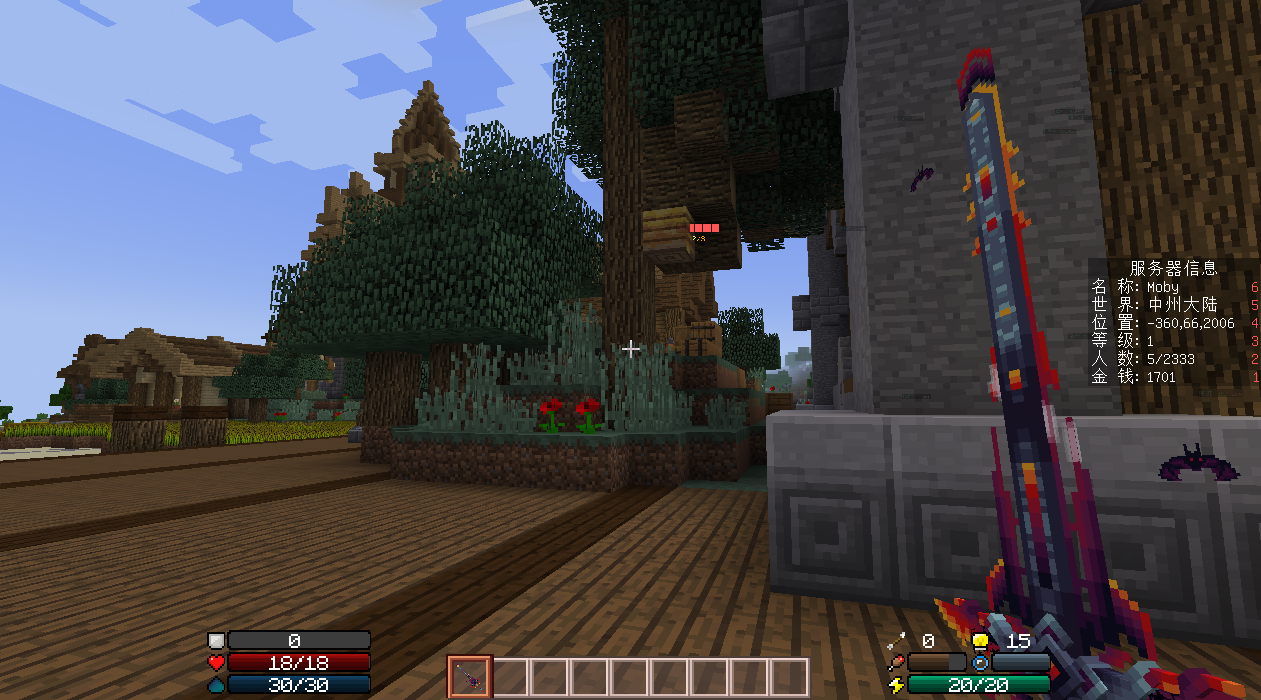 服务器信息
名 称: Moby 6
世 界: 中州大陆 5
位 置: -360,66,2006 4
等 级: 1 3
人 数: 5/2333 2
金 钱: 1701 1
0
18/18
30/30
0
15
20/20